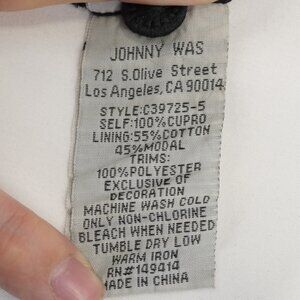 JOHNNY WAS
712 S.Olive Street
Los Angeles, CA 90014
STYLE:C39725-5
SELF:100%CUPRO
LINING:55%COTTON
45%MODAL
TRIMS:
100%POLYESTER
EXCLUSIVE OF
DECORATION
MACHINE WASH COLD
ONLY NON-CHLORINE
BLEACH WHEN NEEDED
TUMBLE DRY LOW
WARM IRON
RN#149414
MADE IN CHINA